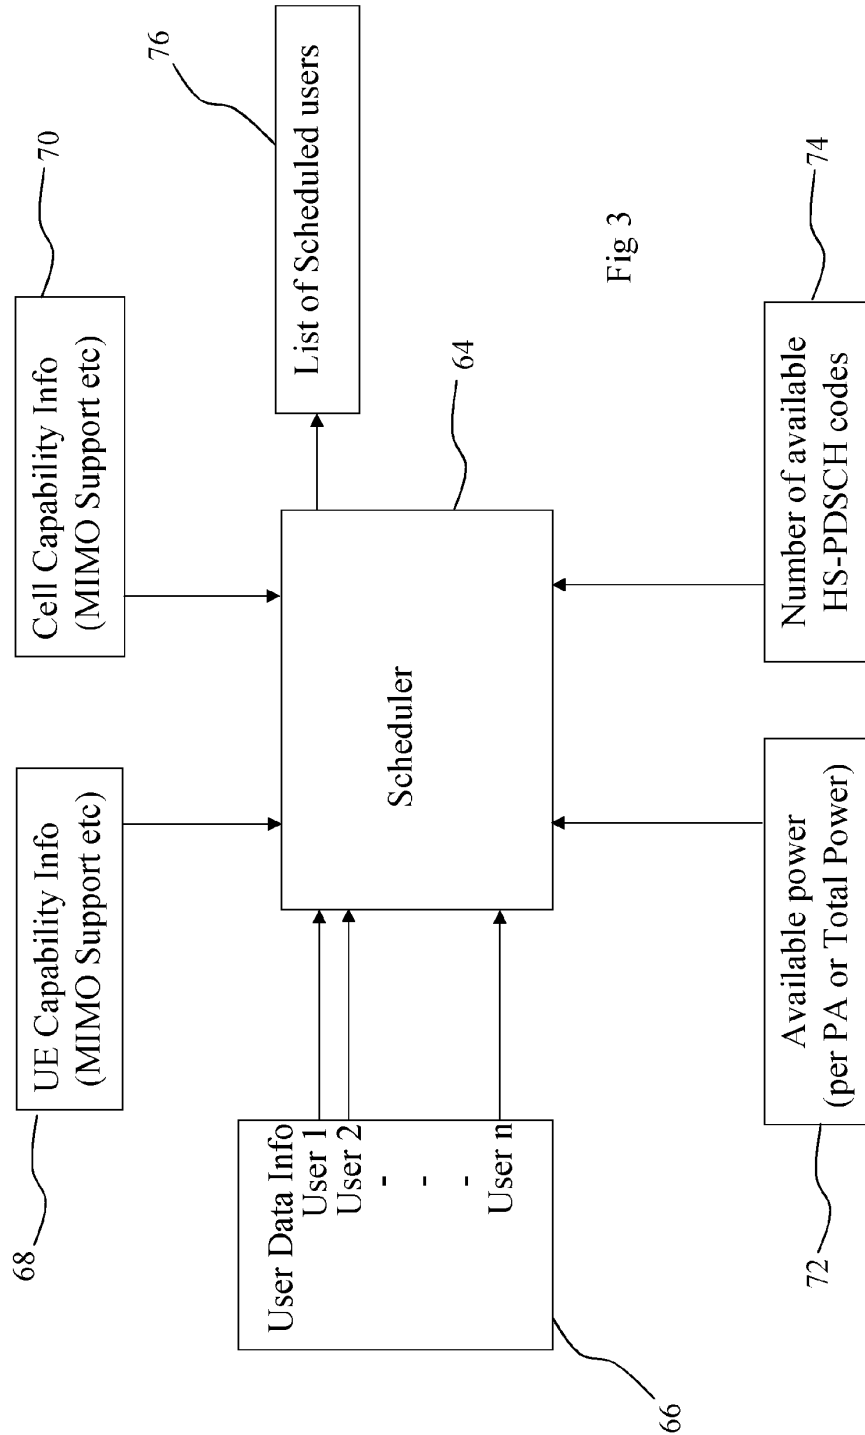 68
UE Capability Info
(MIMO Support etc)
70
Cell Capability Info
(MIMO Support etc)
76
List of Scheduled users
User Data Info
User 1
User 2
-
-
-
User n
66
Scheduler
64
Fig 3
72
Available power
(per PA or Total Power)
74
Number of available
HS-PDSCH codes